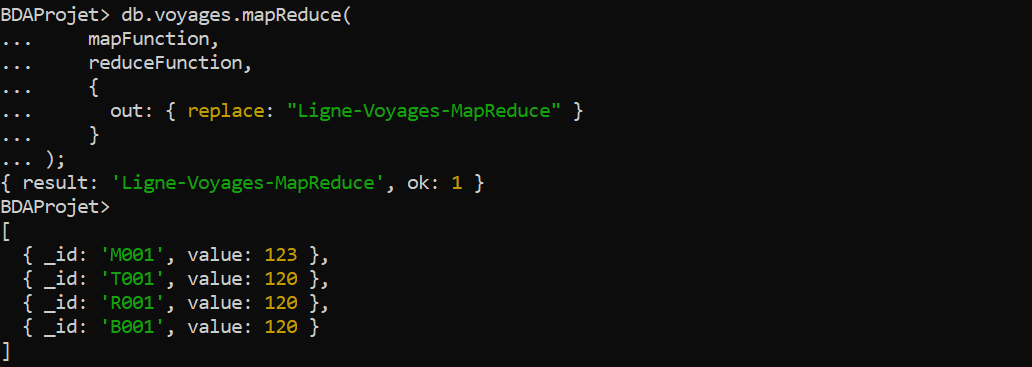 BDAProjet> db.voyages.mapReduce(
...     mapFunction,
...     reduceFunction,
...     {
...       out: { replace: "Ligne-Voyages-MapReduce" }
...     }
... );
{ result: 'Ligne-Voyages-MapReduce', ok: 1 }
BDAProjet>
[
  { _id: 'M001', value: 123 },
  { _id: 'T001', value: 120 },
  { _id: 'R001', value: 120 },
  { _id: 'B001', value: 120 }
]